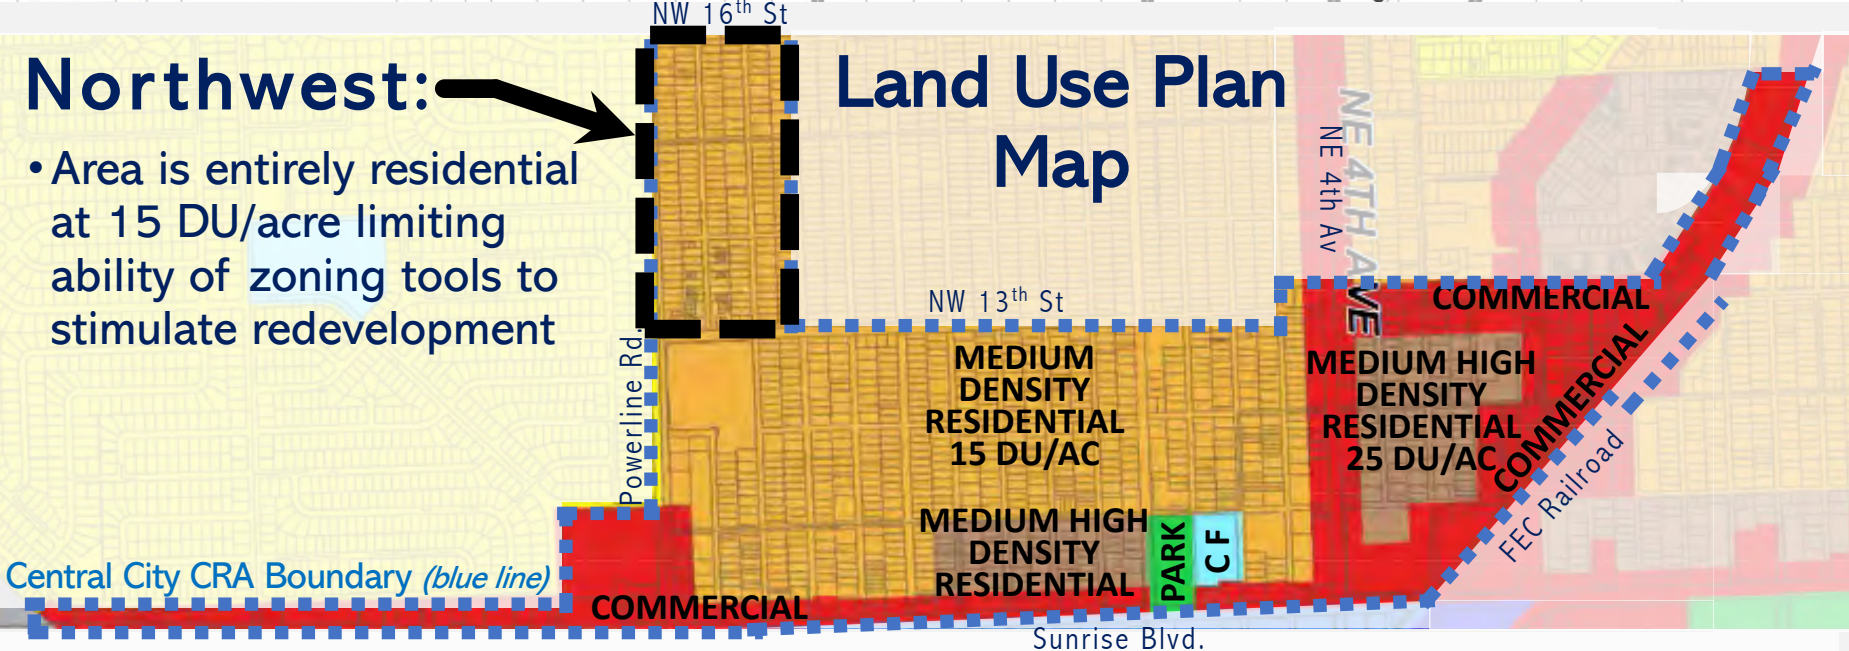 NW 16th St
Northwest:
• Area is entirely residential
at 15 DU/acre limiting
ability of zoning tools to
stimulate redevelopment
Land Use Plan
Map
NE 4th Av
NE 4TH AVE
NW 13th St
Powerline Rd.
COMMERCIAL
COMMERCIAL
MEDIUM
DENSITY
RESIDENTIAL
15 DU/AC
MEDIUM HIGH
DENSITY
RESIDENTIAL
25 DU/AC
FEC Railroad
MEDIUM HIGH
DENSITY
RESIDENTIAL
PARK
CF
Central City CRA Boundary (blue line)
COMMERCIAL
Sunrise Blvd.